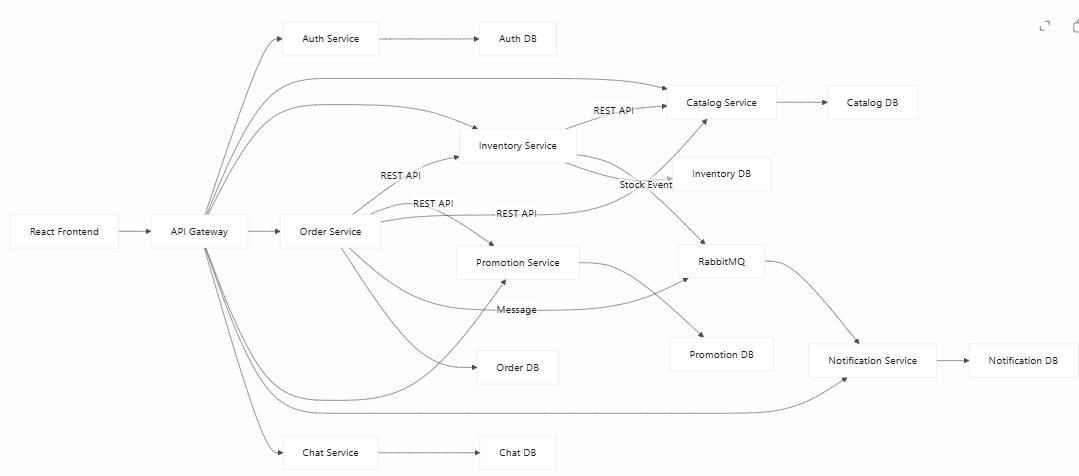 Auth Service
Auth DB
Catalog Service
Catalog DB
REST API
Inventory Service
REST API
Inventory DB
Stock Event
REST API
REST API
React Frontend
API Gateway
Order Service
Promotion Service
RabbitMQ
Message
Promotion DB
Notification Service
Notification DB
Order DB
Chat Service
Chat DB